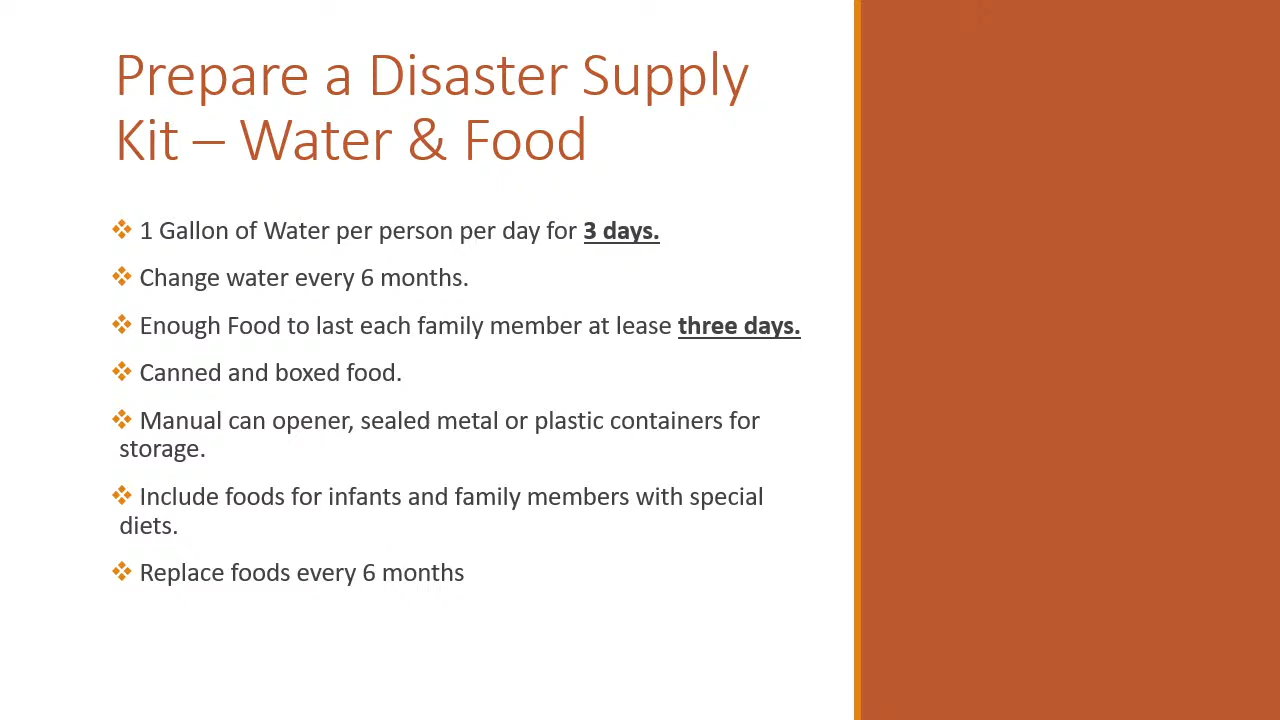 Prepare a Disaster Supply
Kit – Water & Food
❖ 1 Gallon of Water per person per day for 3 days.
❖ Change water every 6 months.
❖ Enough Food to last each family member at lease three days.
❖ Canned and boxed food.
❖ Manual can opener, sealed metal or plastic containers for
storage.
❖ Include foods for infants and family members with special
diets.
❖ Replace foods every 6 months